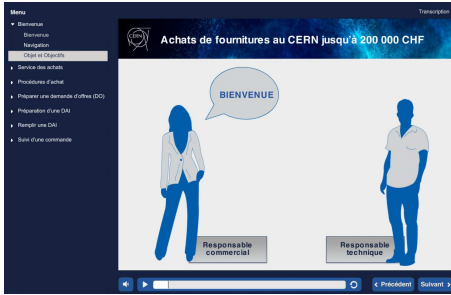 Menu
Transcription
Bienvenue
Bienvenue
Navigation
Objet et Objectifs
Service des achats
Procédures d'achat
Préparer une demande d'offres (DO)
Préparation d'une DAI
Remplir une DAI
Suivi d'une commande
CERN
Achats de fournitures au CERN jusqu'à 200 000 CHF
BIENVENUE
Responsable
commercial
Responsable
technique
Précédent
Suivant